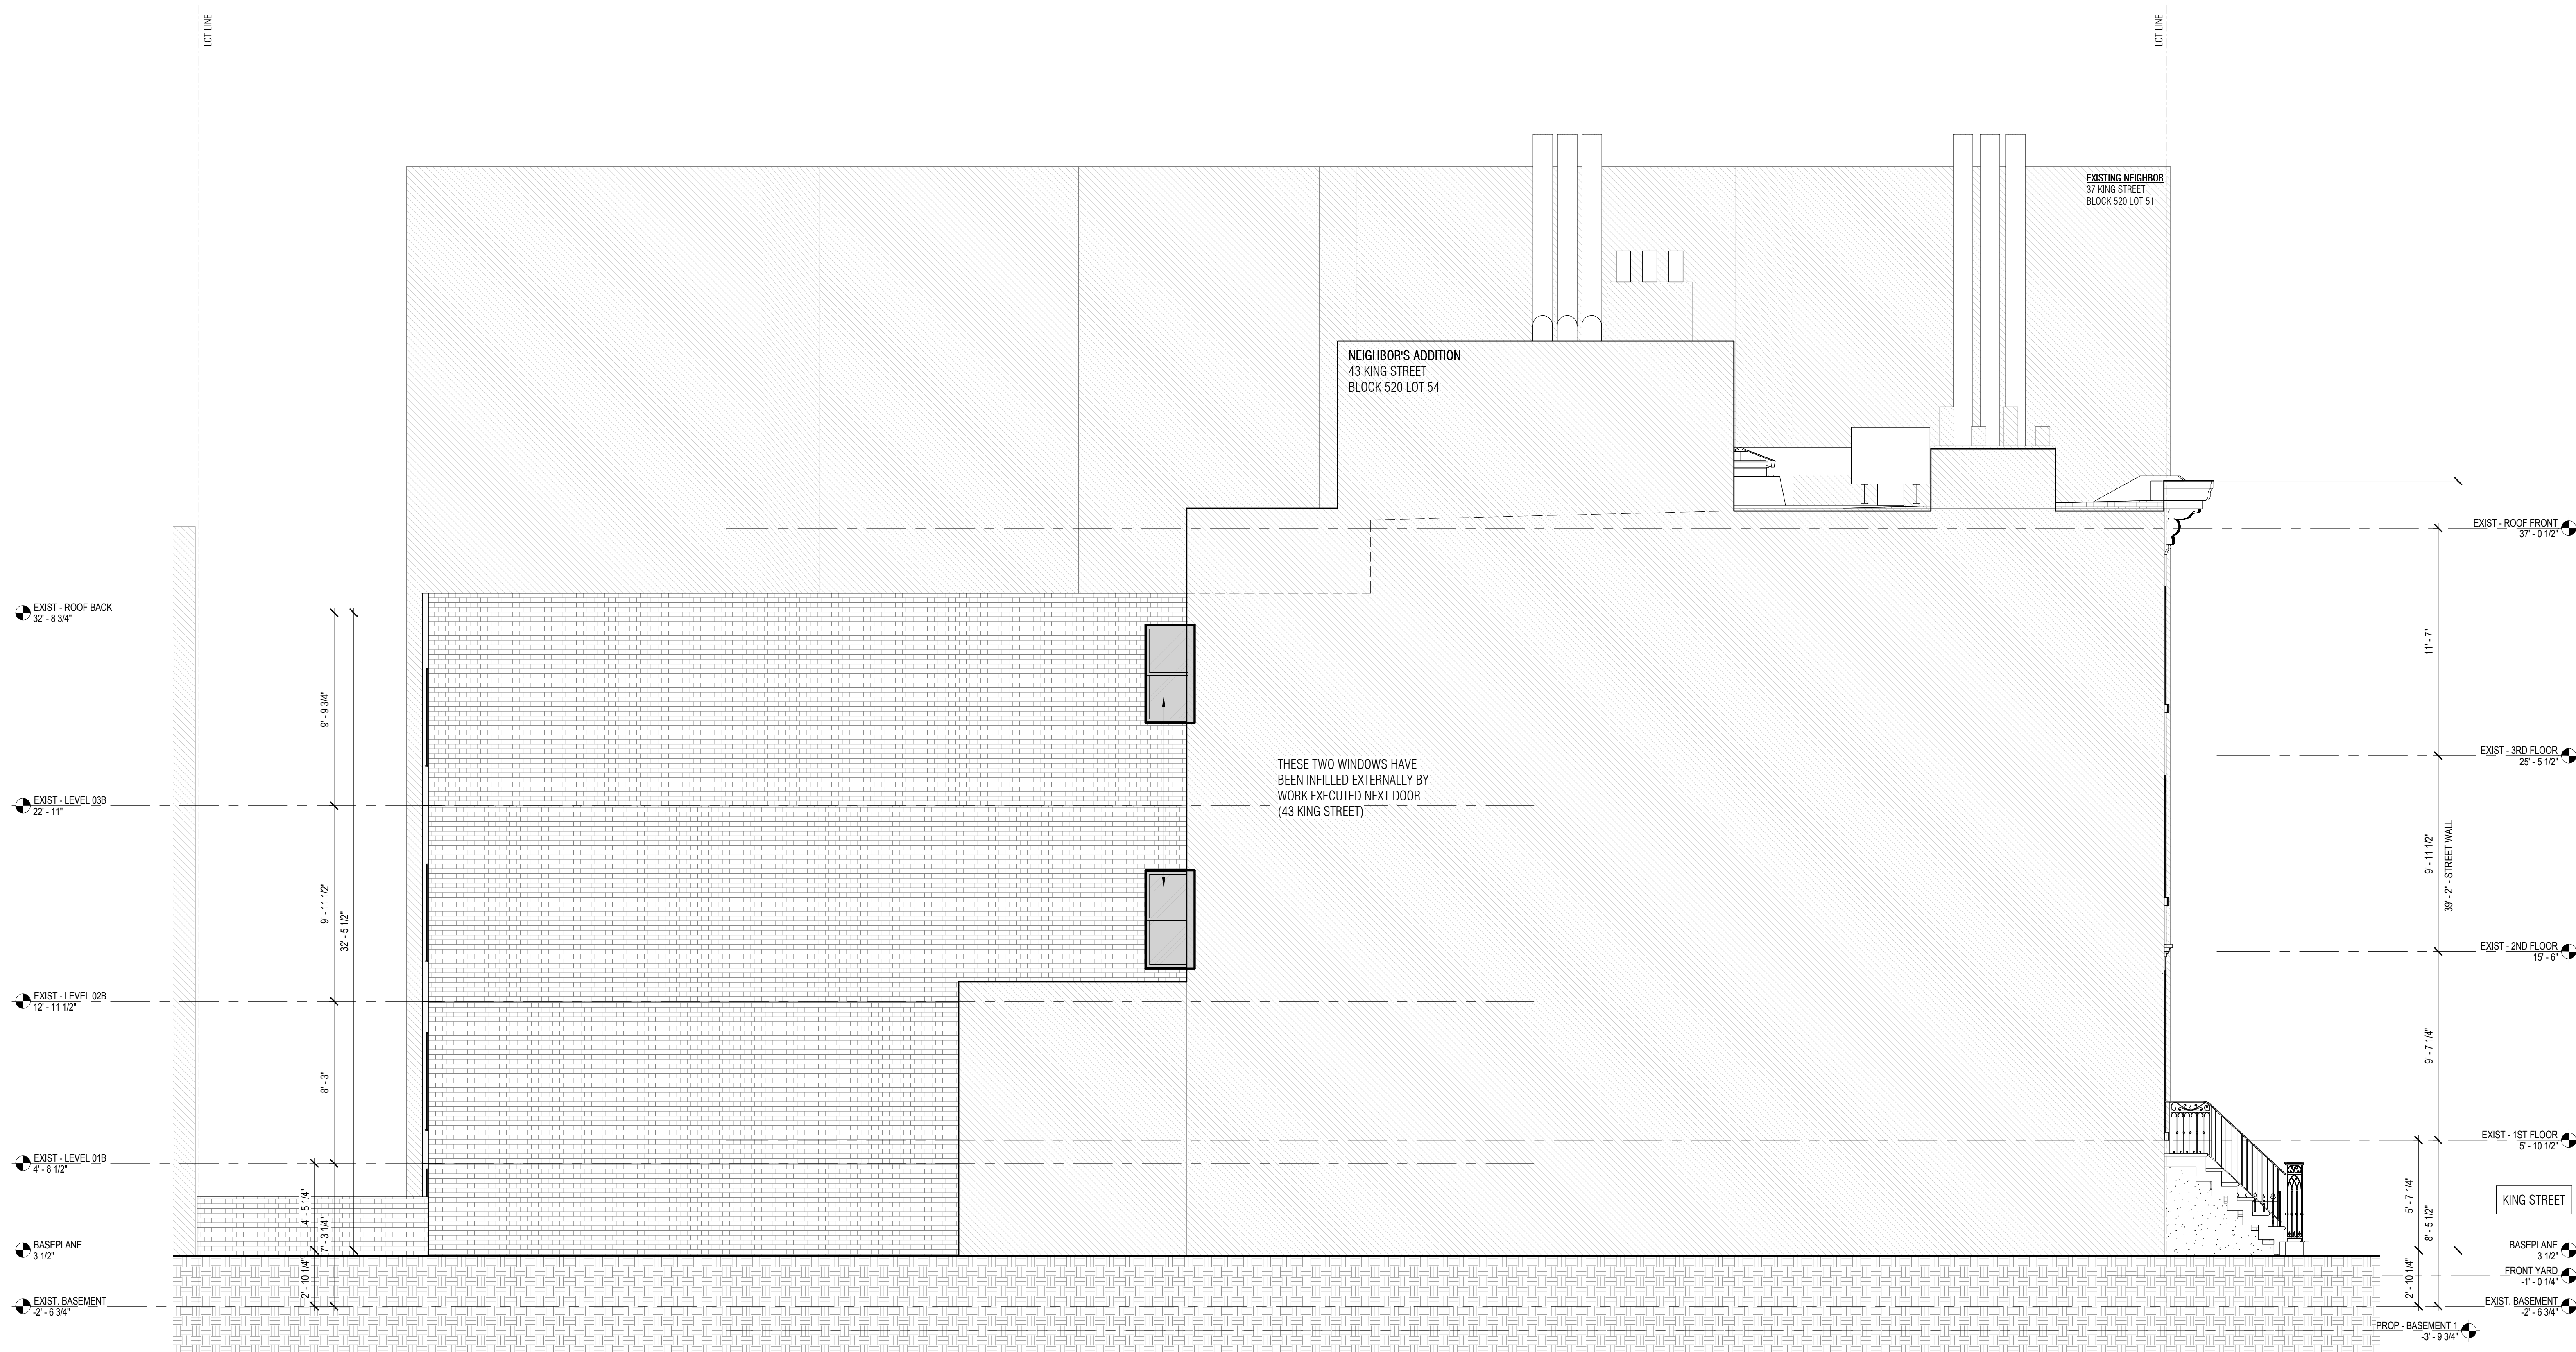 LOT LINE
LOT LINE
EXISTING NEIGHBOR
37 KING STREET
BLOCK 520 LOT 51
NEIGHBOR'S ADDITION
43 KING STREET
BLOCK 520 LOT 54
THESE TWO WINDOWS HAVE
BEEN INFILLED EXTERNALLY BY
WORK EXECUTED NEXT DOOR
(43 KING STREET)
EXIST - ROOF BACK
32' - 8 3/4"
EXIST - LEVEL 03B
22' - 11"
EXIST - LEVEL 02B
12' - 11 1/2"
EXIST - LEVEL 01B
4' - 8 1/2"
BASEPLANE
3 1/2"
EXIST. BASEMENT
-2' - 6 3/4"
9' - 9 3/4"
9' - 11 1/2"
32' - 5 1/2"
8' - 3"
4' - 5 1/4"
7' - 3 1/4"
2' - 10 1/4"
11' - 7"
9' - 11 1/2"
39' - 2" - STREET WALL
9' - 7 1/4"
5' - 7 1/4"
8' - 5 1/2"
2' - 10 1/4"
EXIST - ROOF FRONT
37' - 0 1/2"
EXIST - 3RD FLOOR
25' - 5 1/2"
EXIST - 2ND FLOOR
15' - 6"
EXIST - 1ST FLOOR
5' - 10 1/2"
KING STREET
BASEPLANE
3 1/2"
FRONT YARD
-1' - 0 1/4"
EXIST. BASEMENT
-2' - 6 3/4"
PROP - BASEMENT 1
-3' - 9 3/4"